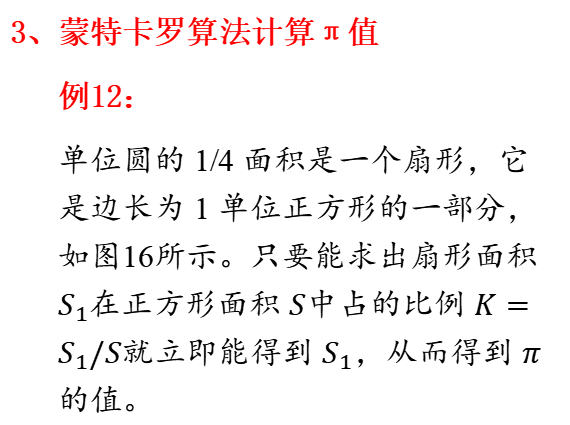 3、蒙特卡罗算法计算π值
例12：
单位圆的 1/4 面积是一个扇形，它
是边长为 1 单位正方形的一部分，
如图16所示。只要能求出扇形面积
S₁在正方形面积 S中占的比例 K =
S₁/S就立即能得到 S₁，从而得到 π
的值。